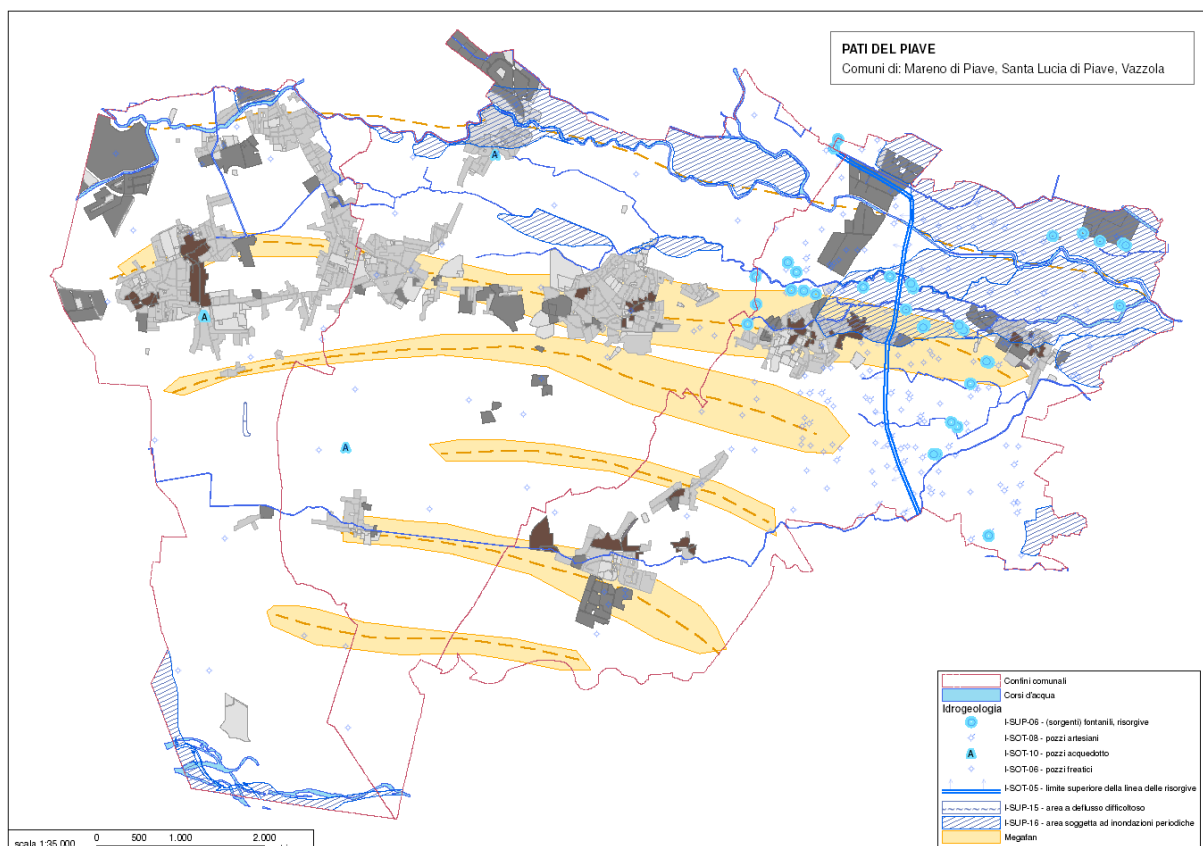 PATI DEL PIAVE
Comuni di: Mareno di Piave, Santa Lucia di Piave, Vazzola
A
A
A
Confini comunali
Corsi d'acqua
Idrogeologia
I-SUP-06 - (sorgenti) fontanili, risorgive
I-SOT-08 - pozzi artesiani
A I-SOT-10 - pozzi acquedotto
I-SOT-06 - pozzi freatici
I-SOT-05 - limite superiore della linea delle risorgive
I-SUP-15 - area a deflusso difficoltoso
I-SUP-16 - area soggetta ad inondazioni periodiche
Megafan
0 500 1.000 2.000
scala 1:35.000